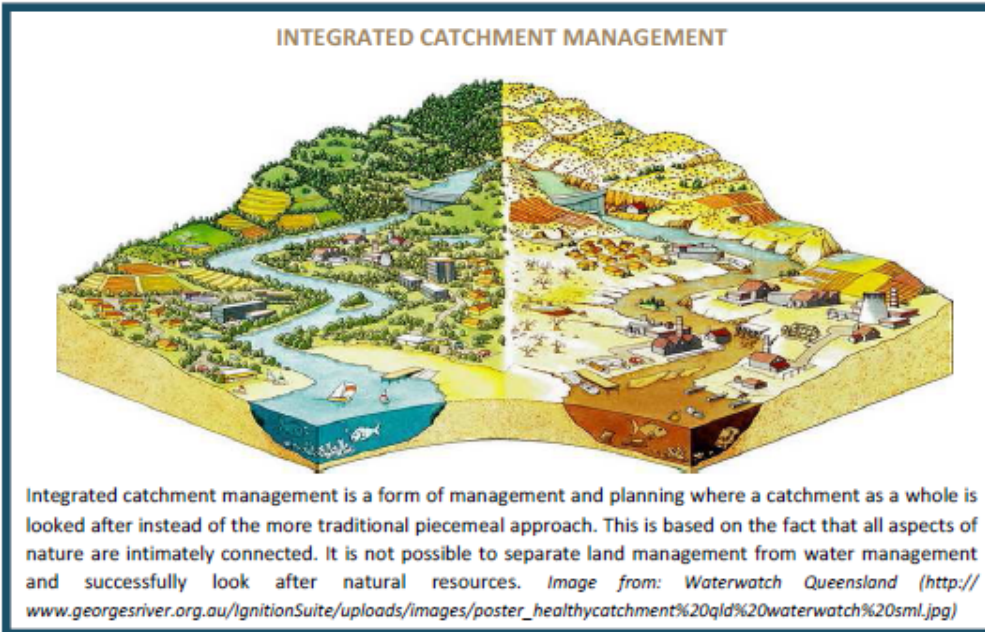 INTEGRATED CATCHMENT MANAGEMENT
Integrated catchment management is a form of management and planning where a catchment as a whole is
looked after instead of the more traditional piecemeal approach. This is based on the fact that all aspects of
nature are intimately connected. It is not possible to separate land management from water management
and successfully look after natural resources. Image from: Waterwatch Queensland (http://
www.georgesriver.org.au/IgnitionSuite/uploads/images/poster_healthycatchment%20qld%20waterwatch%20sml.jpg)